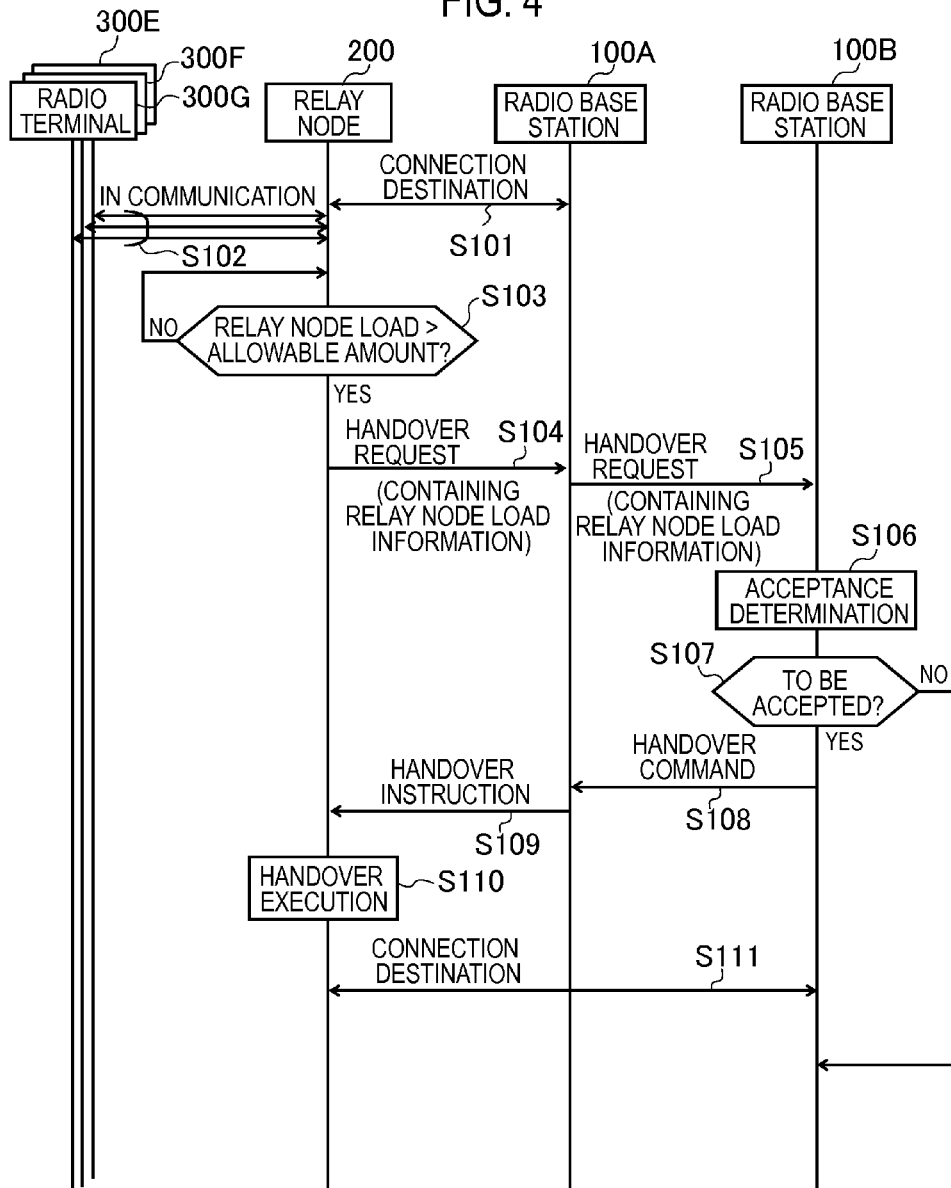 FIG. 4
300E
300F
300G
RADIO
TERMINAL
200
RELAY
NODE
100A
RADIO BASE
STATION
100B
RADIO BASE
STATION
CONNECTION
DESTINATION
S101
IN COMMUNICATION
S102
S103
NO
RELAY NODE LOAD >
ALLOWABLE AMOUNT?
YES
HANDOVER
REQUEST
S104
(CONTAINING
RELAY NODE LOAD
INFORMATION)
HANDOVER
REQUEST
S105
(CONTAINING
RELAY NODE LOAD
INFORMATION)
S106
ACCEPTANCE
DETERMINATION
S107
TO BE
ACCEPTED?
NO
YES
HANDOVER
COMMAND
S108
HANDOVER
INSTRUCTION
S109
HANDOVER
EXECUTION
S110
CONNECTION
DESTINATION
S111